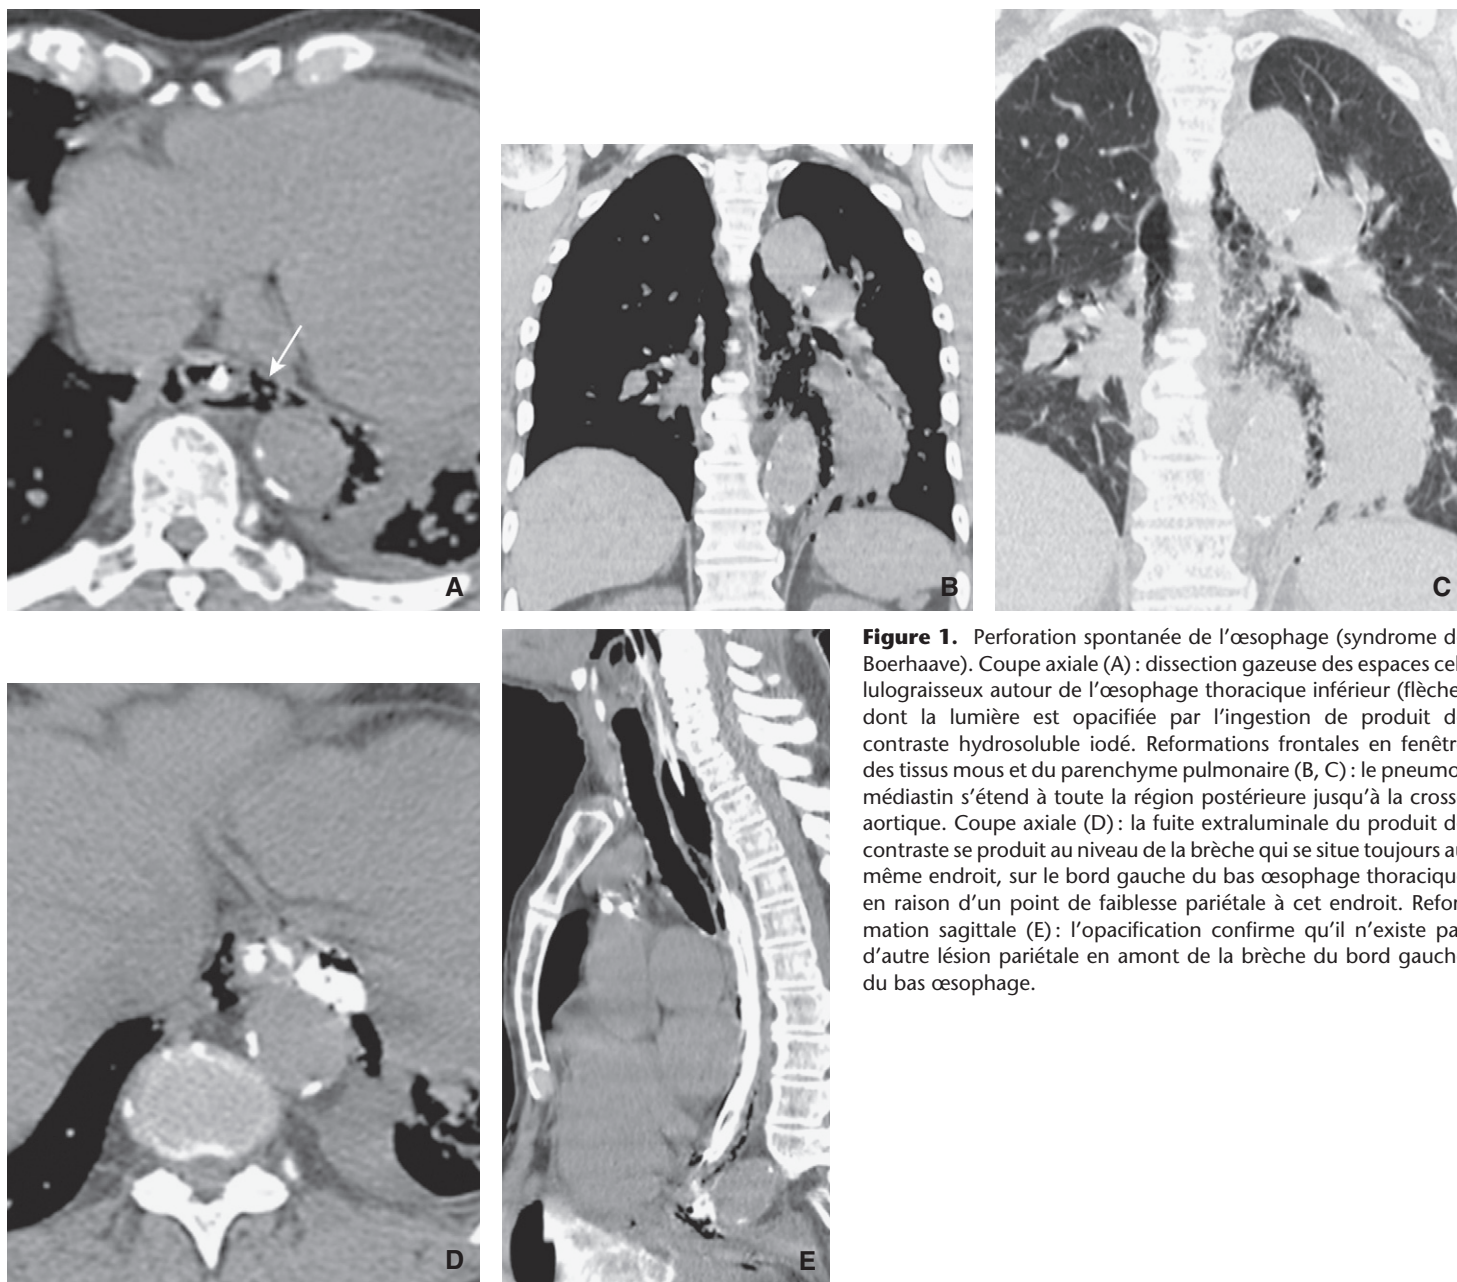 A
B
C
Figure 1. Perforation spontanée de l’œsophage (syndrome d
Boerhaave). Coupe axiale (A) : dissection gazeuse des espaces cel
lulograisseux autour de l’œsophage thoracique inférieur (flèche
dont la lumière est opacifiée par l’ingestion de produit d
contraste hydrosoluble iodé. Reformations frontales en fenêtr
des tissus mous et du parenchyme pulmonaire (B, C) : le pneumo
médiastin s’étend à toute la région postérieure jusqu’à la cross
aortique. Coupe axiale (D) : la fuite extraluminale du produit d
contraste se produit au niveau de la brèche qui se situe toujours a
même endroit, sur le bord gauche du bas œsophage thoraciqu
en raison d’un point de faiblesse pariétale à cet endroit. Refor
mation sagittale (E) : l’opacification confirme qu’il n’existe pa
d’autre lésion pariétale en amont de la brèche du bord gauch
du bas œsophage.
D
E